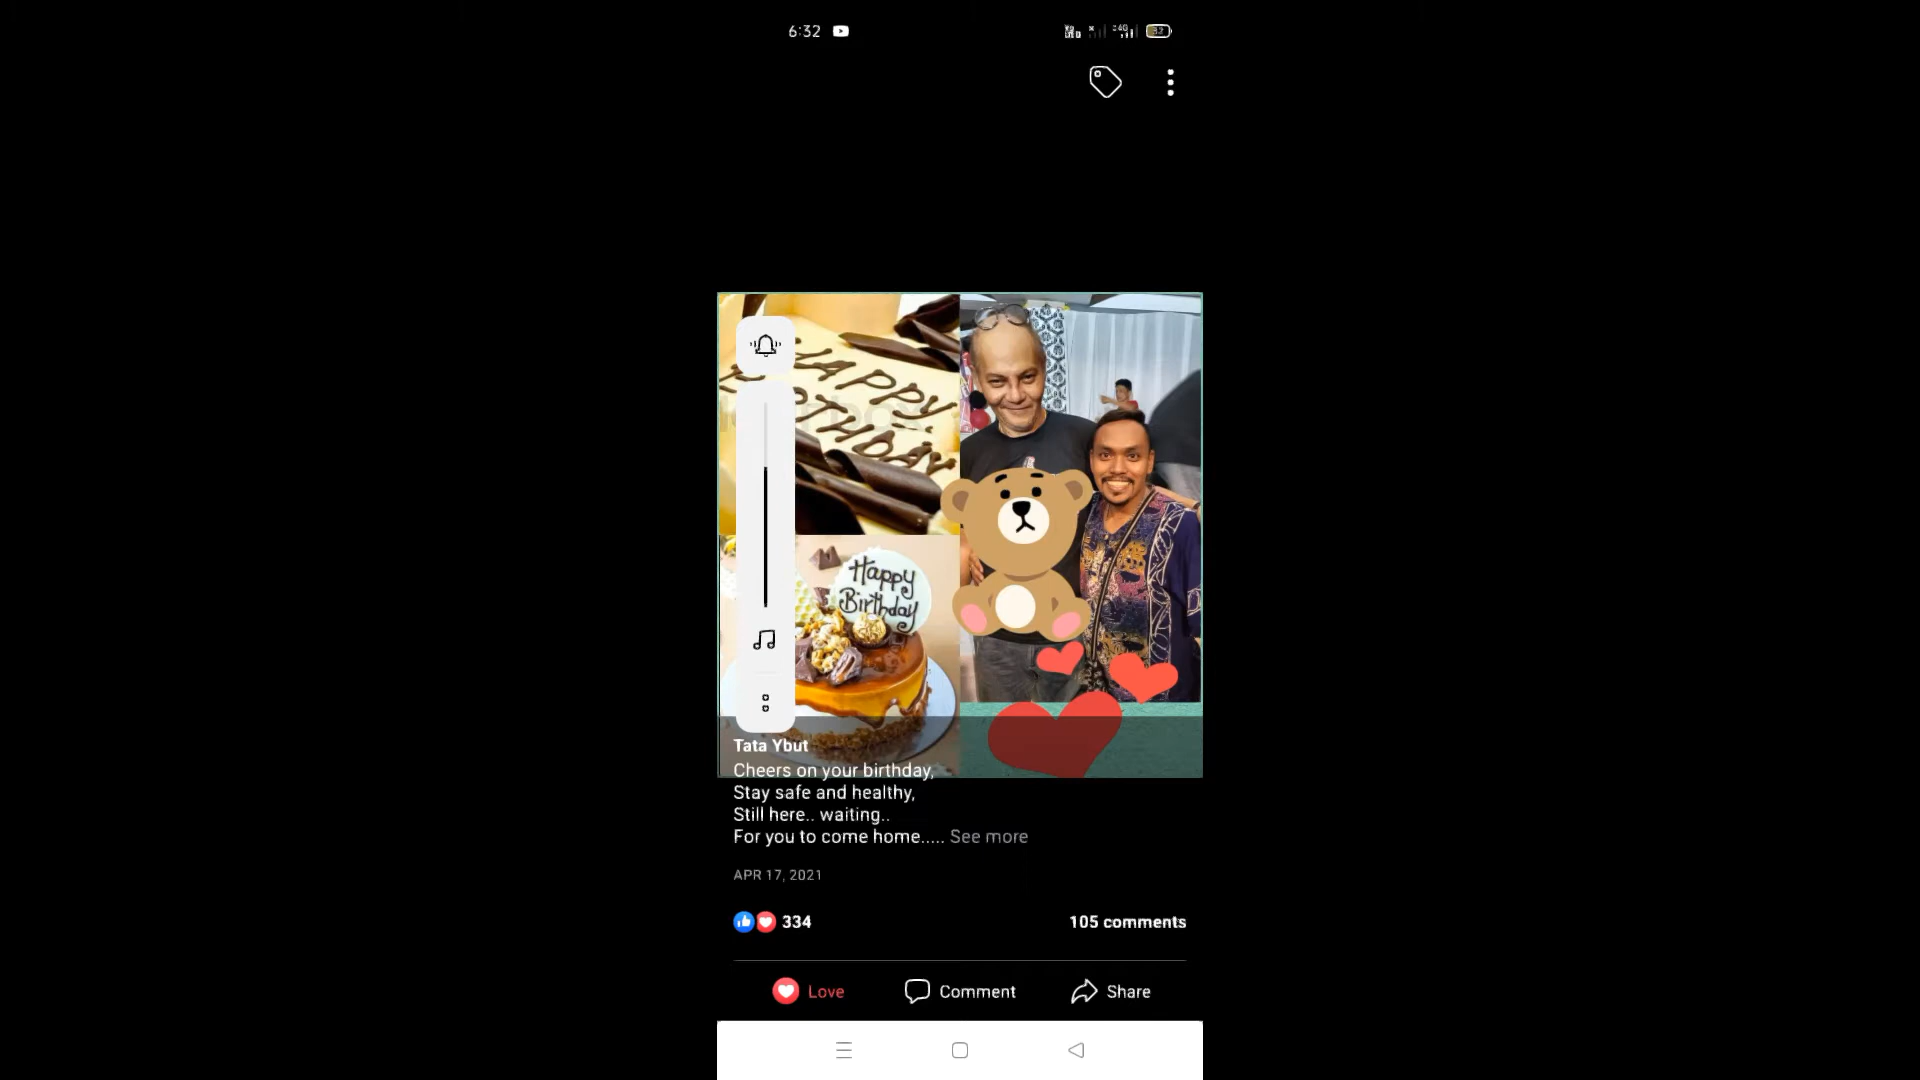 6:32
HAPPY
BIRTHDAY
Happy
Birthday
Tata Ybut
Cheers on your birthday,
Stay safe and healthy,
Still here.. waiting..
For you to come home..... See more
APR 17, 2021
334
105 comments
Love
Comment
Share